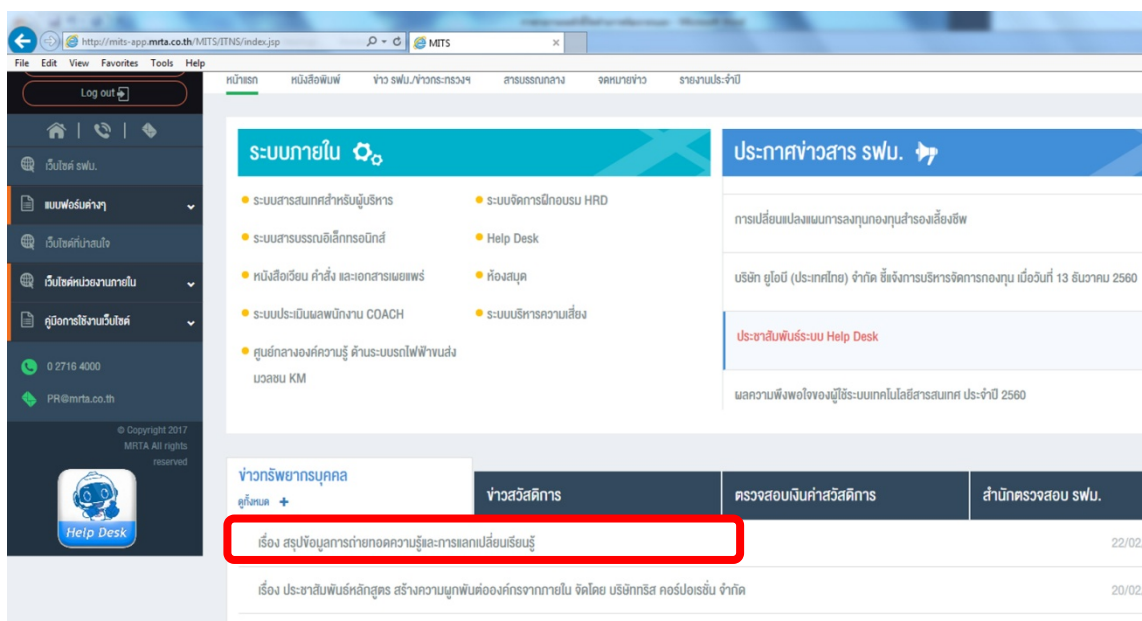 http://mits-app.mrta.co.th/MITS/ITNS/index.jsp
MITS
File Edit View Favorites Tools Help
Log out
หน้าแรก หนังสือพิมพ์ ข่าว รฟม./ข่าวกระทรวงฯ สารบรรณกลาง จดหมายข่าว รายงานประจำปี
เว็บไซต์ รฟม.
แบบฟอร์มต่างๆ
เว็บไซต์ที่น่าสนใจ
เว็บไซต์หน่วยงานภายใน
คู่มือการใช้งานเว็บไซต์
0 2716 4000
PR@mrta.co.th
© Copyright 2017
MRTA All rights
reserved
Help Desk
ระบบภายใน
ระบบสารสนเทศสำหรับผู้บริหาร
ระบบจัดการฝึกอบรม HRD
ระบบสารบรรณอิเล็กทรอนิกส์
Help Desk
หนังสือเวียน คำสั่ง และเอกสารเผยแพร่
ห้องสมุด
ระบบประเมินผลพนักงาน COACH
ระบบบริหารความเสี่ยง
ศูนย์กลางองค์ความรู้ ด้านระบบรถไฟฟ้าขนส่ง
มวลชน KM
ประกาศข่าวสาร รฟม.
การเปลี่ยนแปลงแผนการลงทุนกองทุนสำรองเลี้ยงชีพ
บริษัท ยูโอบี (ประเทศไทย) จำกัด ชี้แจงการบริหารจัดการกองทุน เมื่อวันที่ 13 ธันวาคม 2560
ประชาสัมพันธ์ระบบ Help Desk
ผลความพึงพอใจของผู้ใช้ระบบเทคโนโลยีสารสนเทศ ประจำปี 2560
ข่าวทรัพยากรบุคคล
ดูทั้งหมด +
ข่าวสวัสดิการ
ตรวจสอบเงินค่าสวัสดิการ
สำนักตรวจสอบ รฟม.
เรื่อง สรุปข้อมูลการถ่ายทอดความรู้และการแลกเปลี่ยนเรียนรู้
22/02
เรื่อง ประชาสัมพันธ์หลักสูตร สร้างความผูกพันต่อองค์กรจากภายใน จัดโดย บริษัททริส คอร์ปอเรชั่น จำกัด
20/02